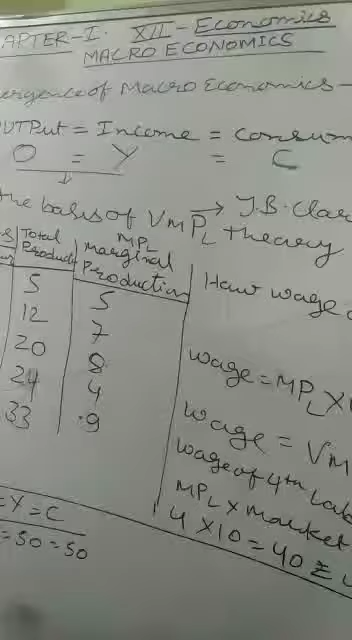 APTER-I. XII-Economics
MACRO ECONOMICS
ergence of Macro Economics-
UTPUT = Income = consum
O = Y = C
the basis of VMPL theory → J.B. Clar
Total Product
MPL
Marginal Production
5 5
12 7
20 8
24 4
33 9
How wage
wage = MPL X
wage = VM
wage of 4th Lab
MPL x market
4 X 10 = 40
= Y = C
= 50 = 50